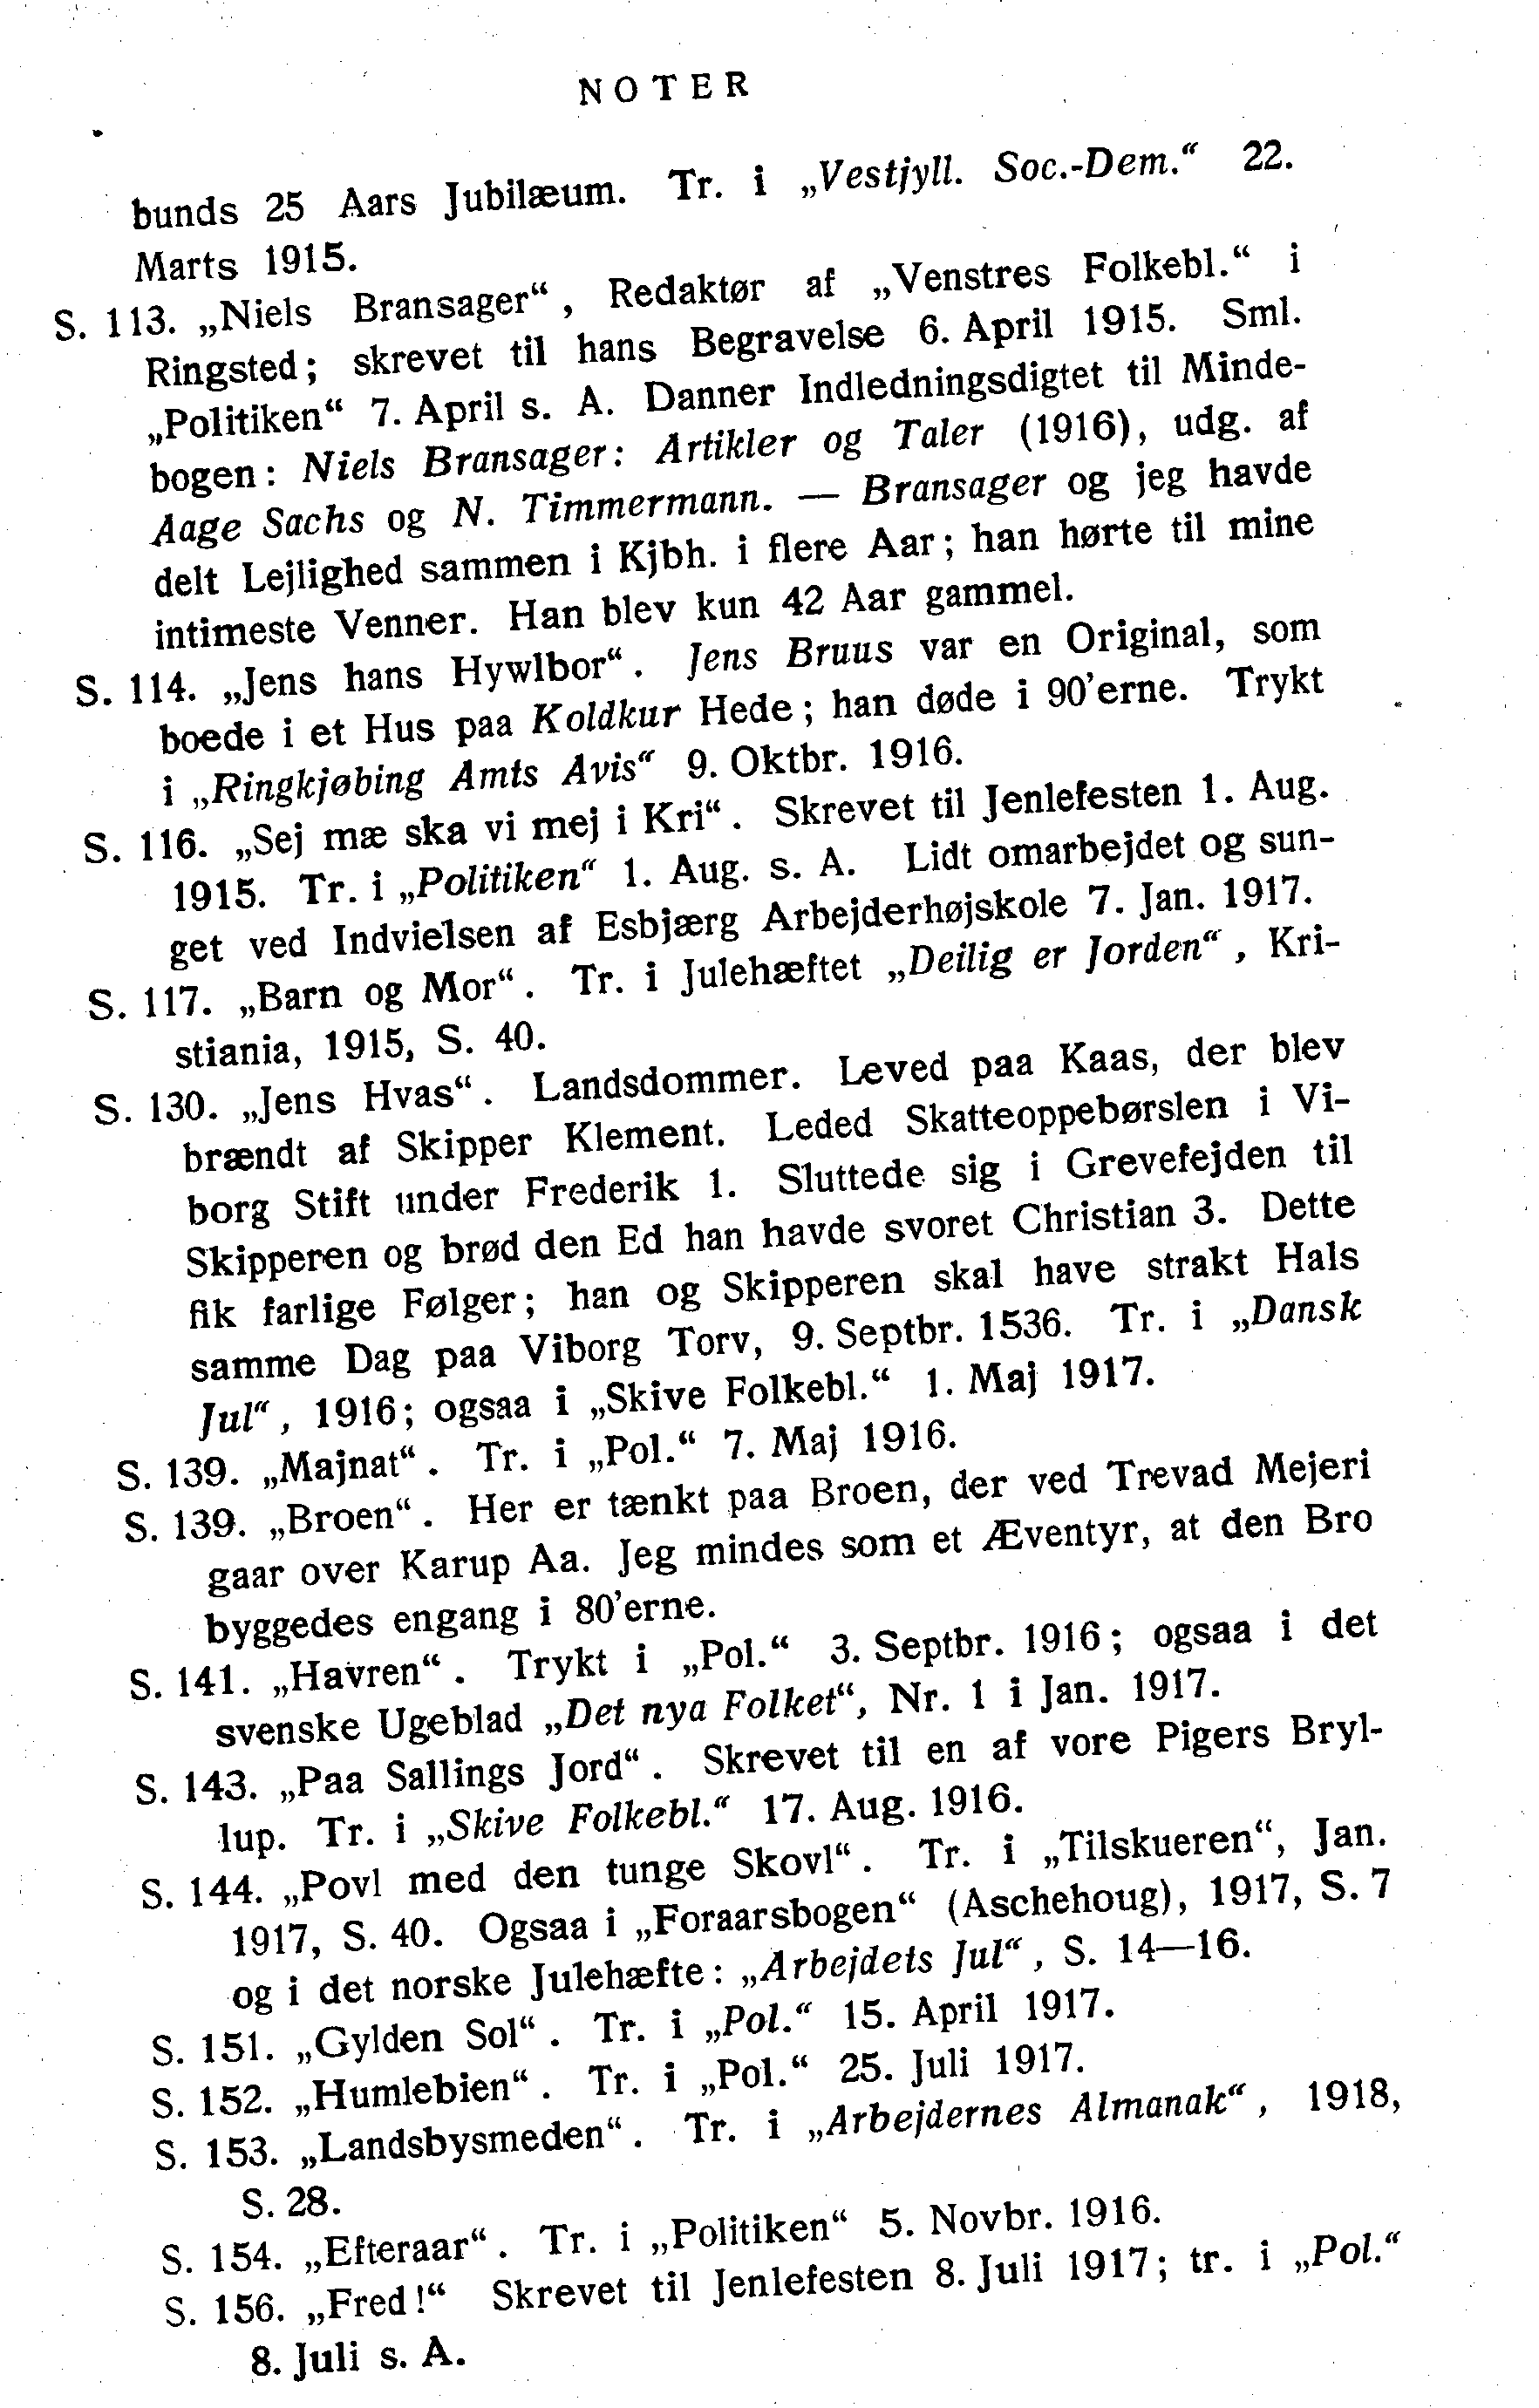 NOTER
bunds 25 Aars Jubilæum. Tr. i „Vestjyll. Soc.-Dem.“ 22.
Marts 1915.
S. 113. „Niels Bransager“, Redaktør af „Venstres Folkebl.“ i
Ringsted; skrevet til hans Begravelse 6. April 1915. Sml.
„Politiken“ 7. April s. A. Danner Indledningsdigtet til Minde-
bogen: Niels Bransager: Artikler og Taler (1916), udg. af
Aage Sachs og N. Timmermann. — Bransager og jeg havde
delt Lejlighed sammen i Kjbh. i flere Aar; han hørte til mine
intimeste Venner. Han blev kun 42 Aar gammel.
S. 114. „Jens hans Hywlbor“. Jens Bruus var en Original, som
boede i et Hus paa Koldkur Hede; han døde i 90'erne. Trykt
i „Ringkjøbing Amts Avis“ 9. Oktbr. 1916.
S. 116. „Sej mæ ska vi mej i Kri“. Skrevet til Jenlefesten 1. Aug.
1915. Tr. i „Politiken“ 1. Aug. s. A. Lidt omarbejdet og sun-
get ved Indvielsen af Esbjærg Arbejderhøjskole 7. Jan. 1917.
S. 117. „Barn og Mor“. Tr. i Julehæftet „Deilig er Jorden“, Kri-
stiania, 1915, S. 40.
S. 130. „Jens Hvas“. Landsdommer. Leved paa Kaas, der blev
brændt af Skipper Klement. Leded Skatteoppebørslen i Vi-
borg Stift under Frederik 1. Sluttede sig i Grevefejden til
Skipperen og brød den Ed han havde svoret Christian 3. Dette
fik farlige Følger; han og Skipperen skal have strakt Hals
samme Dag paa Viborg Torv, 9. Septbr. 1536. Tr. i „Dansk
Jul“, 1916; ogsaa i „Skive Folkebl.“ 1. Maj 1917.
S. 139. „Majnat“. Tr. i „Pol.“ 7. Maj 1916.
S. 139. „Broen“. Her er tænkt paa Broen, der ved Trevad Mejeri
gaar over Karup Aa. Jeg mindes som et Æventyr, at den Bro
byggedes engang i 80'erne.
S. 141. „Havren“. Trykt i „Pol.“ 3. Septbr. 1916; ogsaa i det
svenske Ugeblad „Det nya Folket“, Nr. 1 i Jan. 1917.
S. 143. „Paa Sallings Jord“. Skrevet til en af vore Pigers Bryl-
lup. Tr. i „Skive Folkebl.“ 17. Aug. 1916.
S. 144. „Povl med den tunge Skovl“. Tr. i „Tilskueren“, Jan.
1917, S. 40. Ogsaa i „Foraarsbogen“ (Aschehoug), 1917, S. 7
og i det norske Julehæfte: „Arbejdets Jul“, S. 14—16.
S. 151. „Gylden Sol“. Tr. i „Pol.“ 15. April 1917.
S. 152. „Humlebien“. Tr. i „Pol.“ 25. Juli 1917.
S. 153. „Landsbysmeden“. Tr. i „Arbejdernes Almanak“, 1918,
S. 28.
S. 154. „Efteraar“. Tr. i „Politiken“ 5. Novbr. 1916.
S. 156. „Fred!“ Skrevet til Jenlefesten 8. Juli 1917; tr. i „Pol.“
8. Juli s. A.